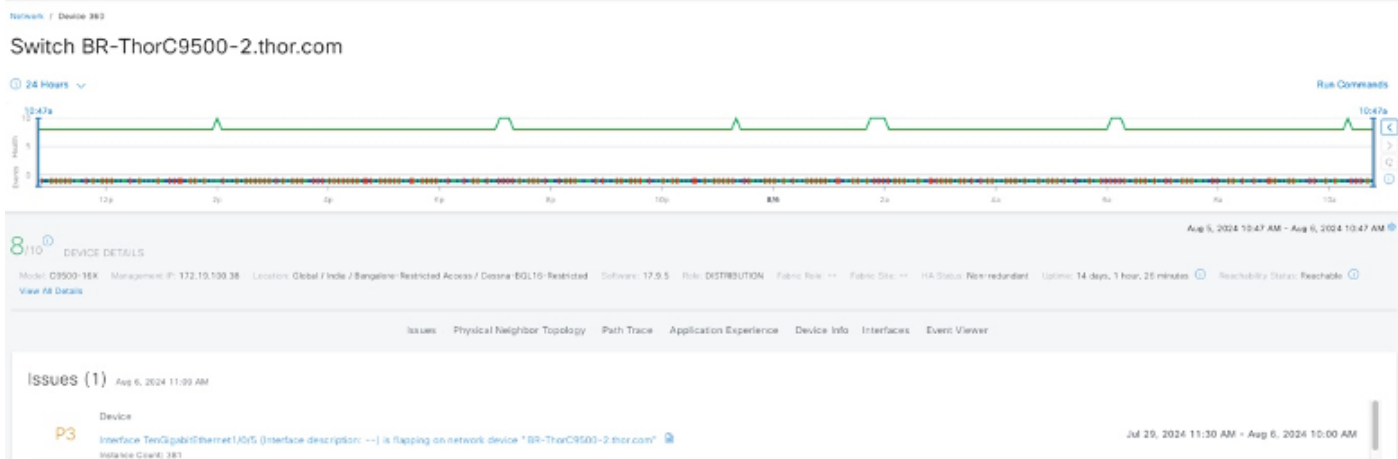 Network / Device 360
Switch BR-ThorC9500-2.thor.com
24 Hours
Run Commands
10:47a
10:47a
10
5
0
Health
Events
12p 2p 4p 6p 8p 10p 8/6 2a 4a 6a 8a 10a
Aug 5, 2024 10:47 AM - Aug 6, 2024 10:47 AM
8/10 DEVICE DETAILS
Model: C9500-16X Management IP: 172.19.100.38 Location: Global / India / Bangalore-Restricted Access / Cessna-BGL16-Restricted Software: 17.9.5 Role: DISTRIBUTION Fabric Role: -- Fabric Site: -- HA Status: Non-redundant Uptime: 14 days, 1 hour, 25 minutes Reachability Status: Reachable
View All Details
Issues Physical Neighbor Topology Path Trace Application Experience Device Info Interfaces Event Viewer
Issues (1) Aug 6, 2024 11:00 AM
Device
P3
Interface TenGigabitEthernet1/0/5 (Interface description: --) is flapping on network device "BR-ThorC9500-2.thor.com"
Jul 29, 2024 11:30 AM - Aug 6, 2024 10:00 AM
Instance Count: 381